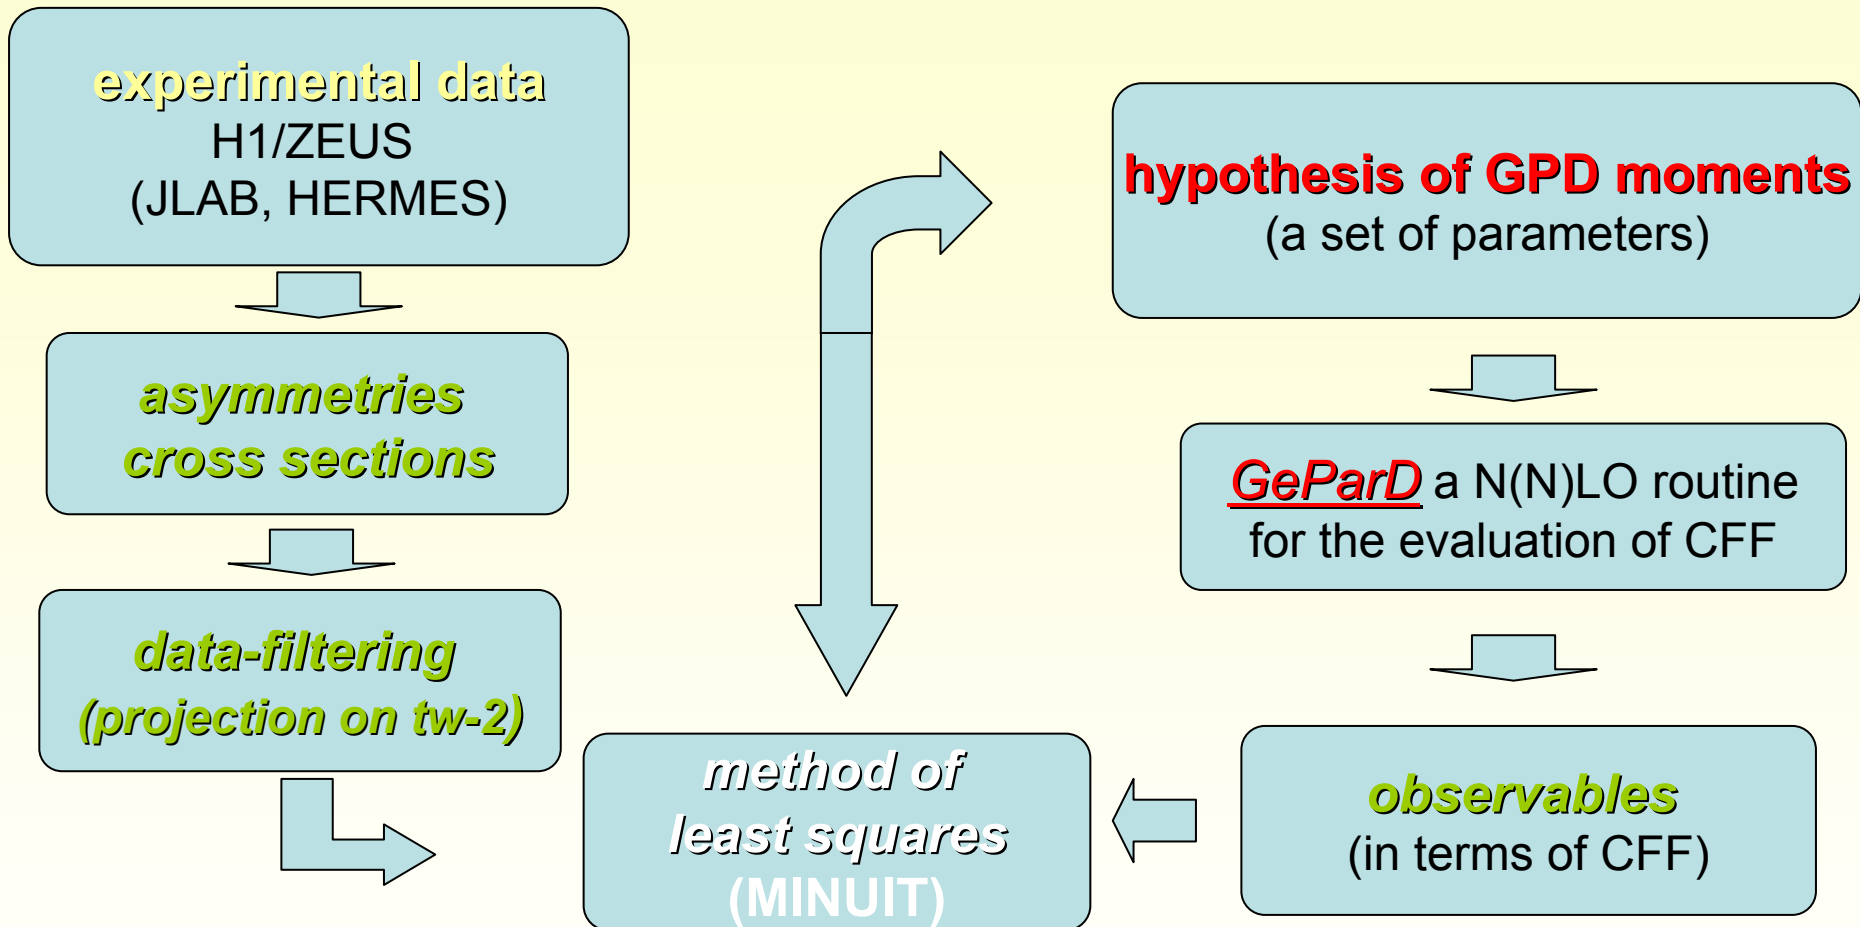 experimental data
H1/ZEUS
(JLAB, HERMES)
asymmetries
cross sections
data-filtering
(projection on tw-2)
method of
least squares
(MINUIT)
hypothesis of GPD moments
(a set of parameters)
GeParD a N(N)LO routine
for the evaluation of CFF
observables
(in terms of CFF)